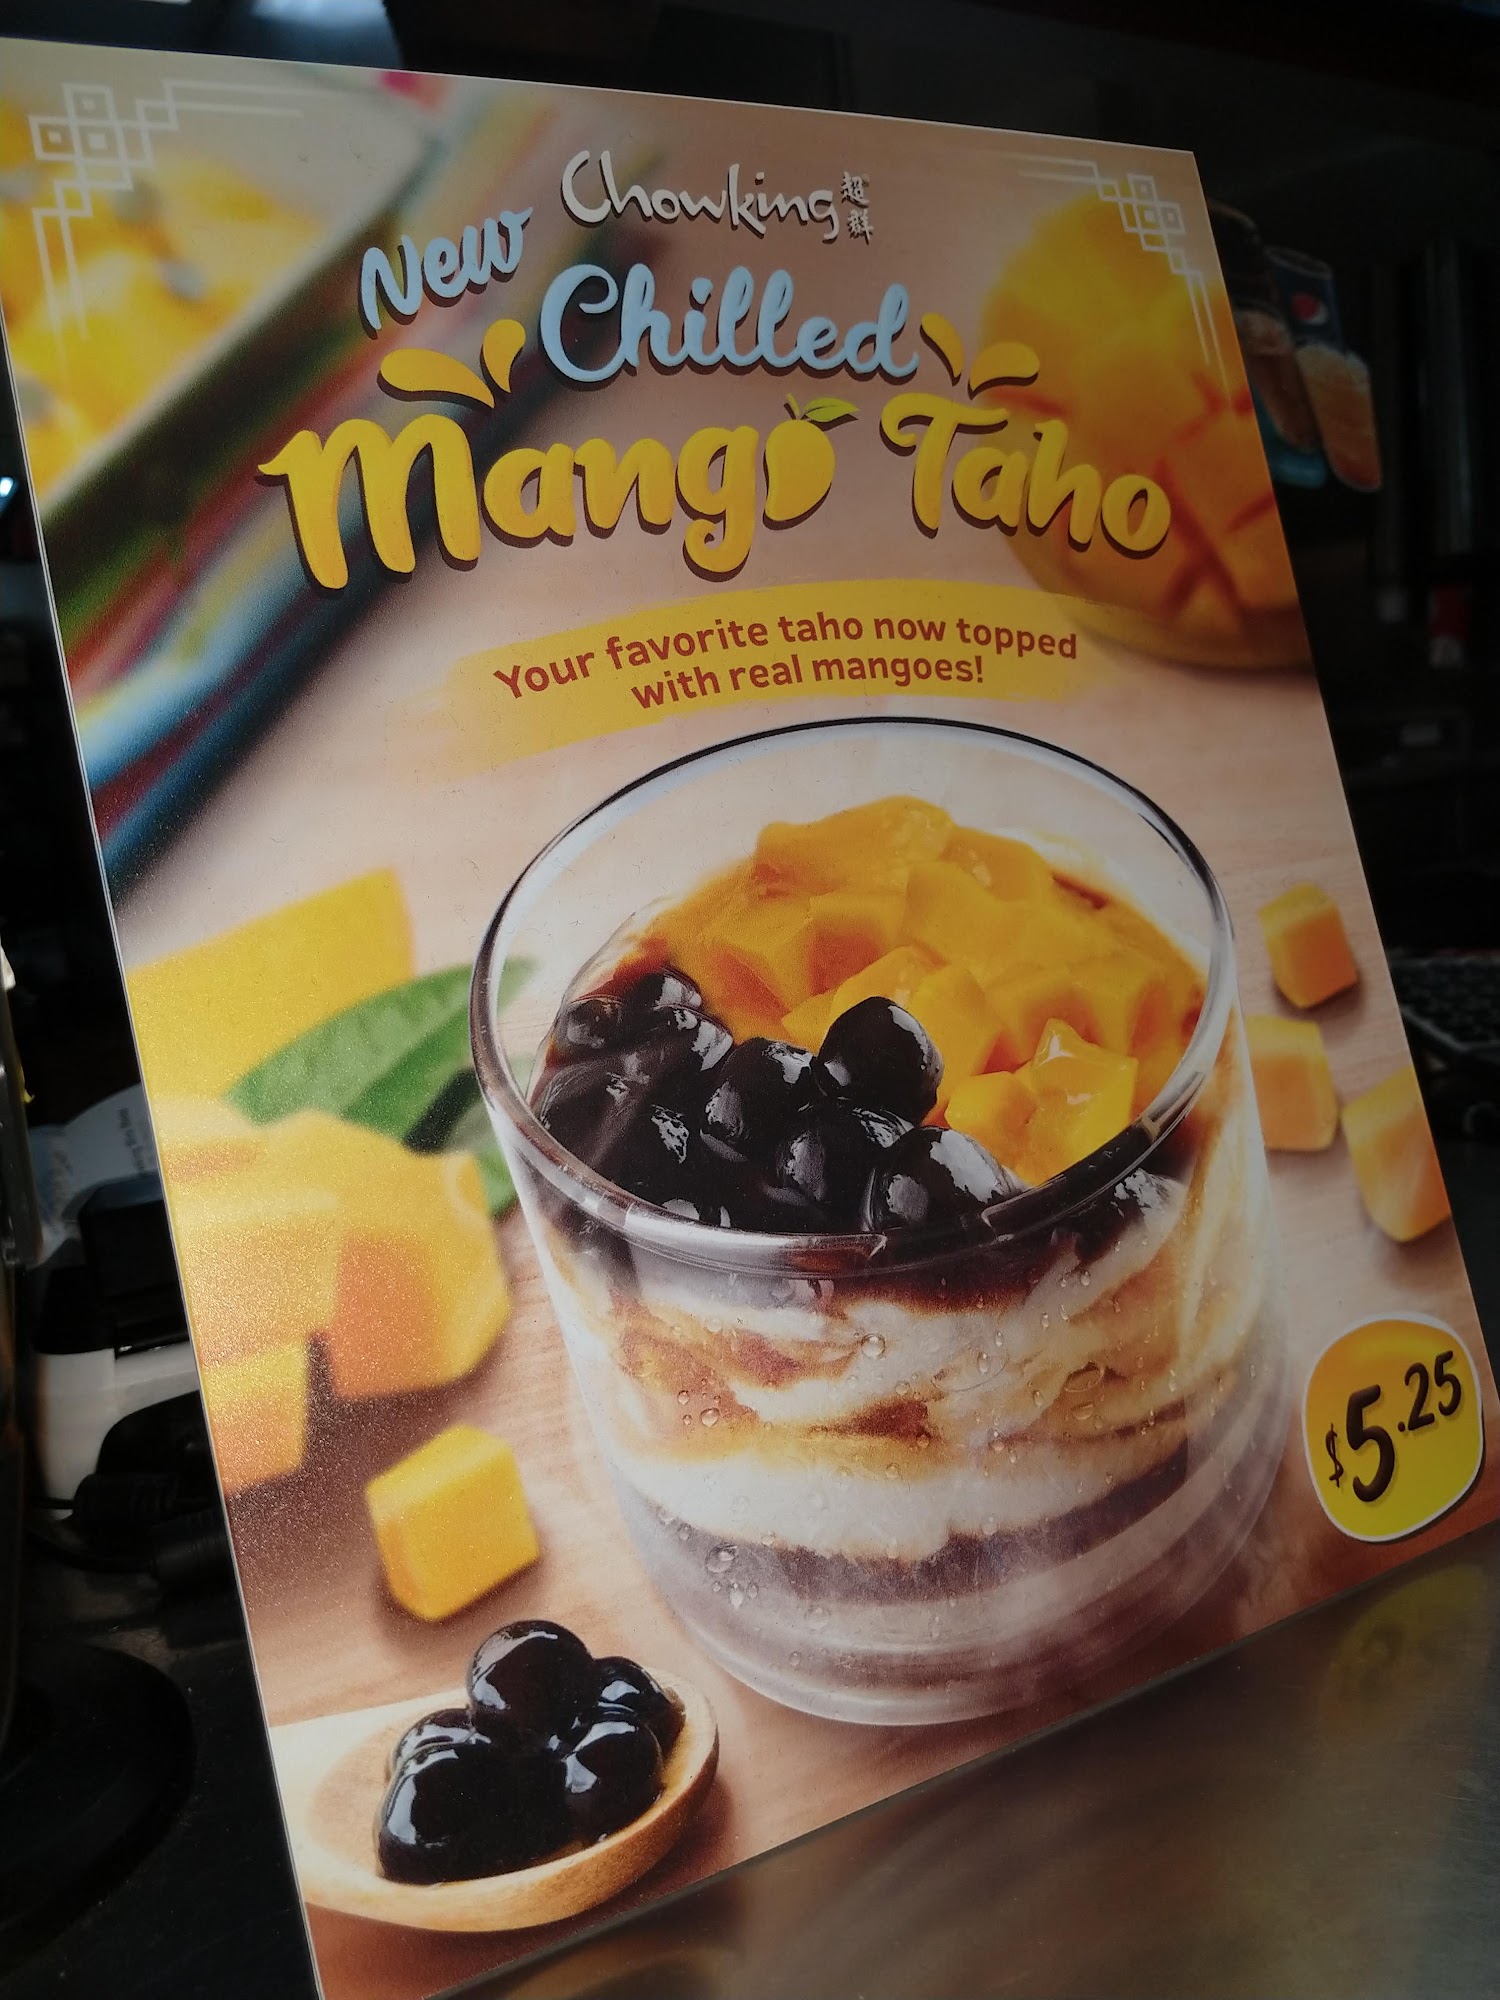 Chowking 超群
New Chilled
Mango Taho
Your favorite taho now topped
with real mangoes!
$5.25